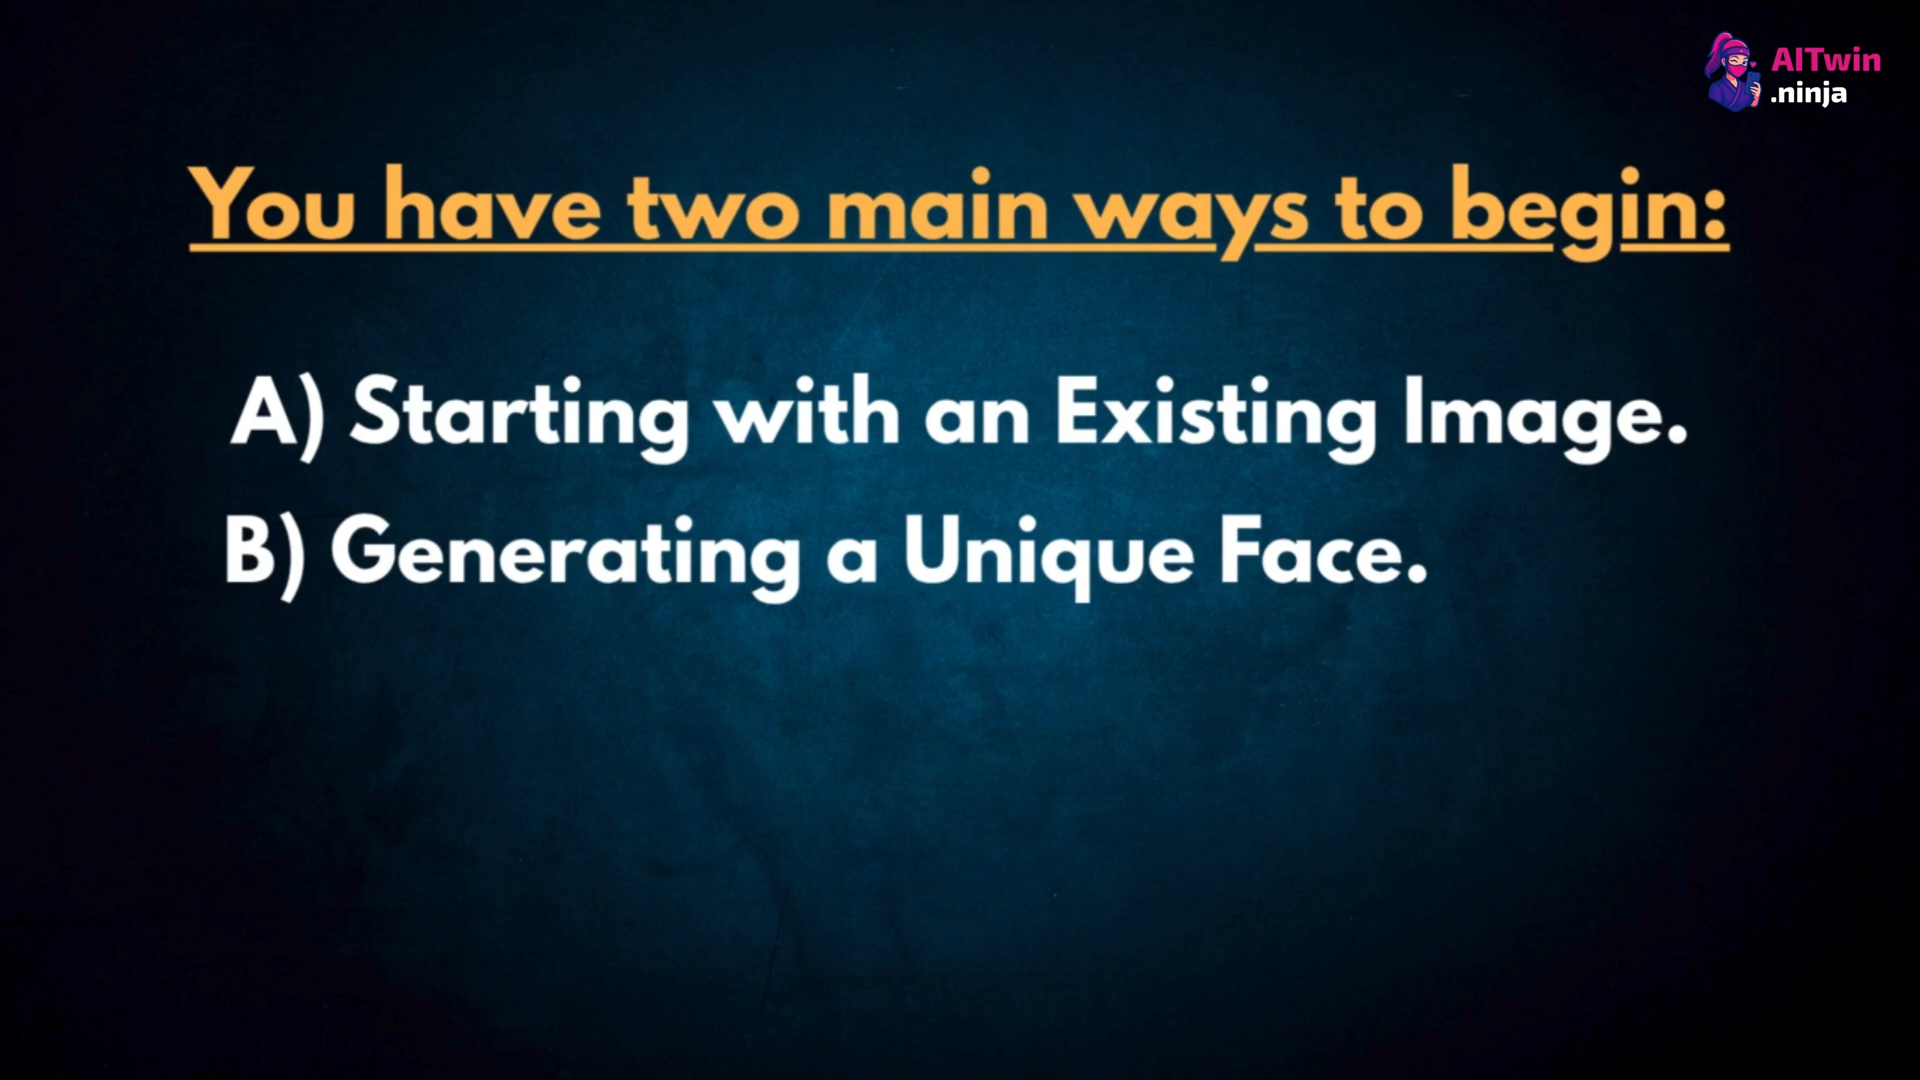 AITwin
.ninja
You have two main ways to begin:
A) Starting with an Existing Image.
B) Generating a Unique Face.